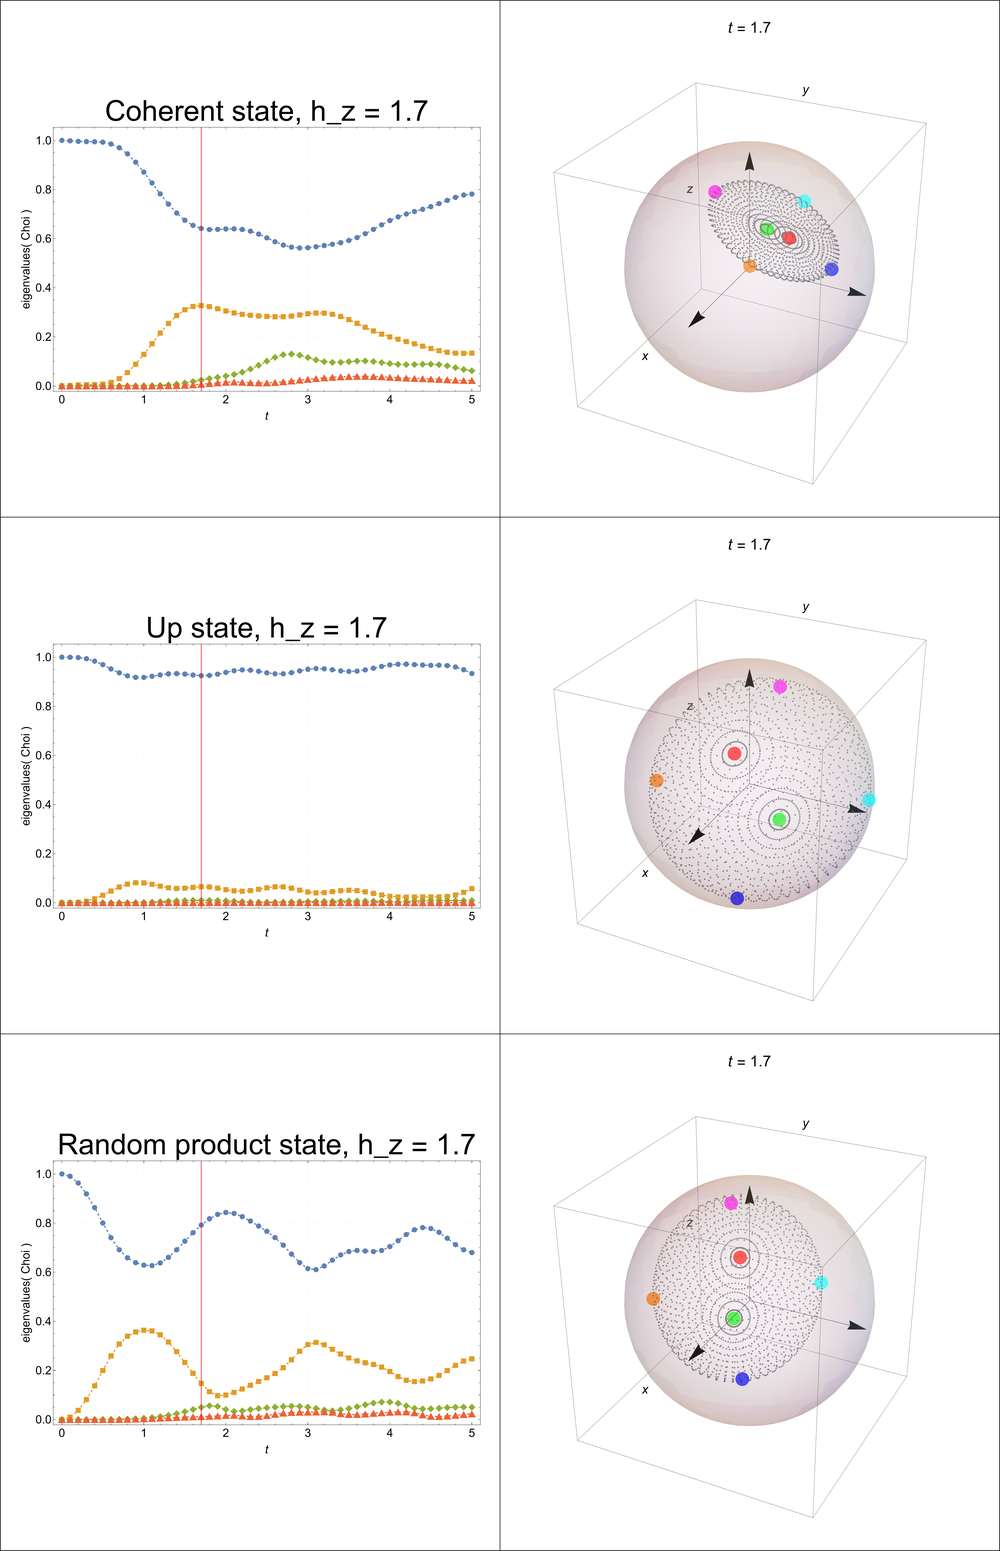 Coherent state, h_z = 1.7
eigenvalues( Choi )
1.0
0.8
0.6
0.4
0.2
0.0
0 1 2 3 4 5
t
t = 1.7
y
z
x
Up state, h_z = 1.7
eigenvalues( Choi )
1.0
0.8
0.6
0.4
0.2
0.0
0 1 2 3 4 5
t
t = 1.7
y
z
x
Random product state, h_z = 1.7
eigenvalues( Choi )
1.0
0.8
0.6
0.4
0.2
0.0
0 1 2 3 4 5
t
t = 1.7
y
z
x